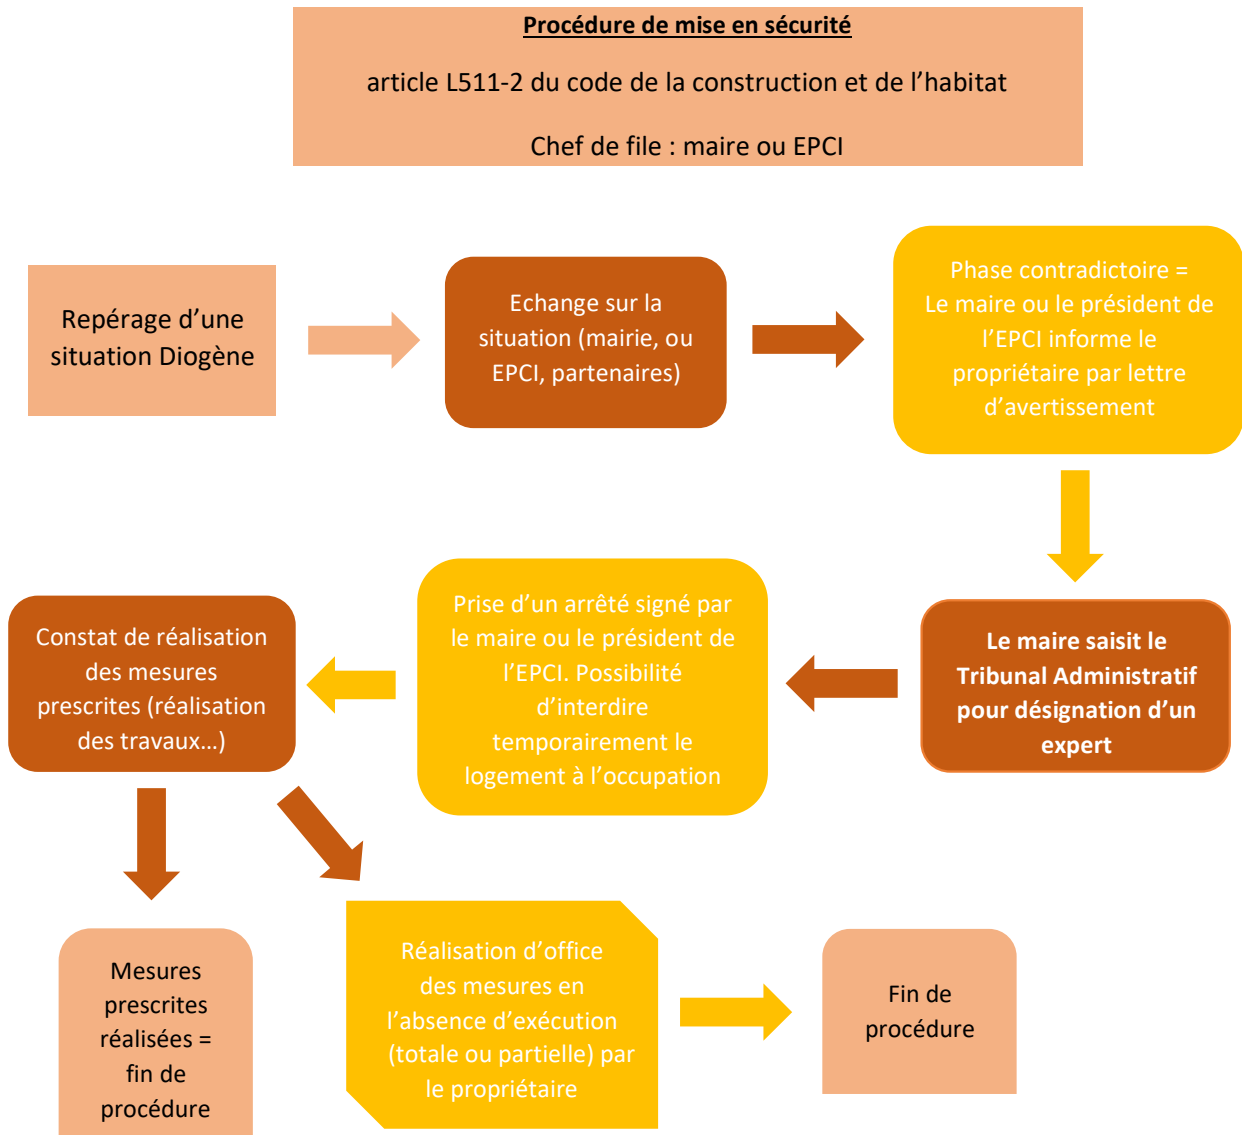 Procédure de mise en sécurité
article L511-2 du code de la construction et de l’habitat
Chef de file : maire ou EPCI
Repérage d’une
situation Diogène
Echange sur la
situation (mairie, ou
EPCI, partenaires)
Phase contradictoire =
Le maire ou le président de
l’EPCI informe le
propriétaire par lettre
d’avertissement
Le maire saisit le
Tribunal Administratif
pour désignation d’un
expert
Prise d’un arrêté signé par
le maire ou le président de
l’EPCI. Possibilité
d’interdire
temporairement le
logement à l’occupation
Constat de réalisation
des mesures
prescrites (réalisation
des travaux…)
Mesures
prescrites
réalisées =
fin de
procédure
Réalisation d’office
des mesures en
l’absence d’exécution
(totale ou partielle) par
le propriétaire
Fin de
procédure